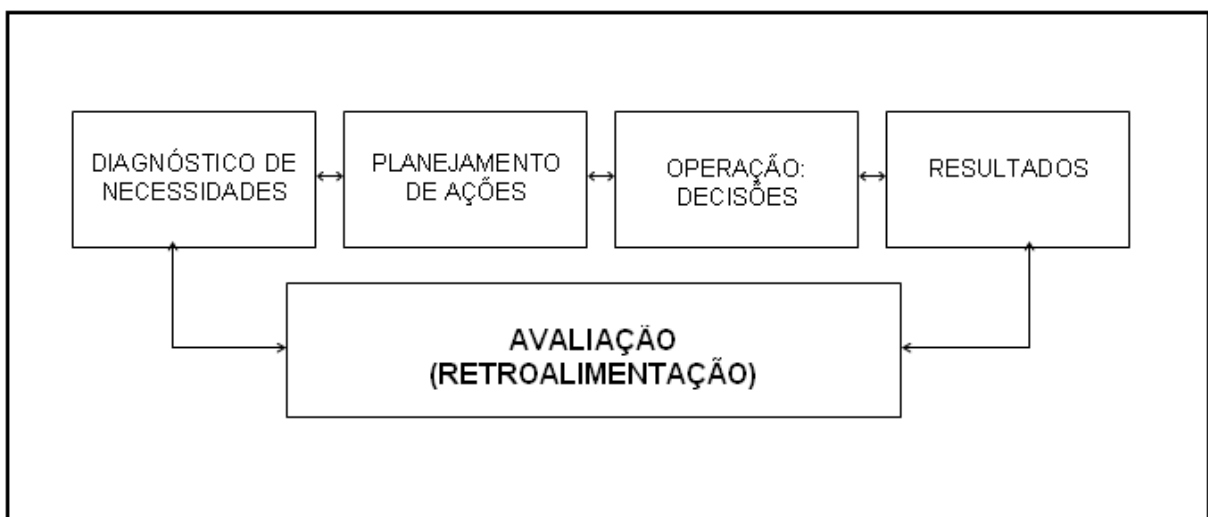 DIAGNÓSTICO DE
NECESSIDADES
PLANEJAMENTO
DE AÇÕES
OPERAÇÃO:
DECISÕES
RESULTADOS
AVALIAÇÃO
(RETROALIMENTAÇÃO)